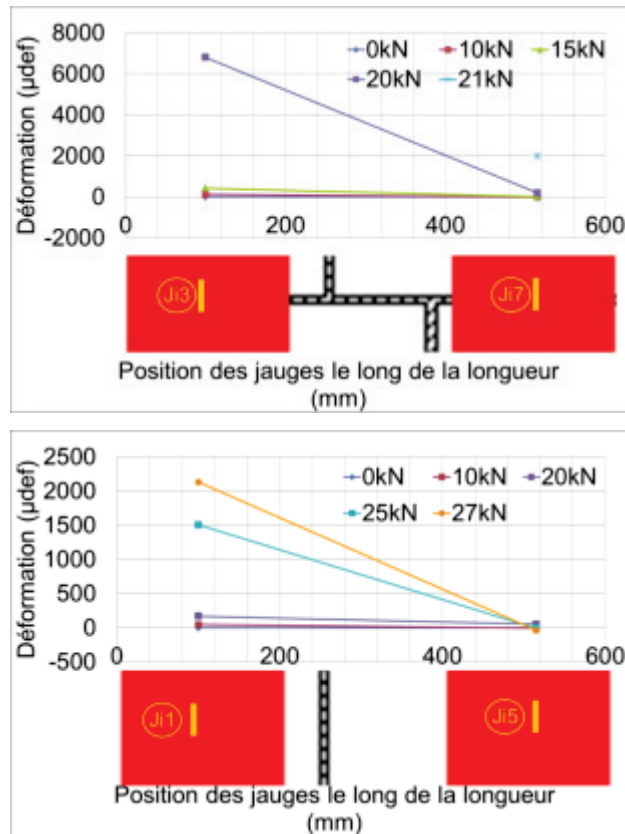 Déformation (µdef)
8000
6000
4000
2000
0
-2000
0kN 10kN 15kN
20kN 21kN
0 200 400 600
Ji3 Ji7
Position des jauges le long de la longueur
(mm)
Déformation (µdef)
2500
2000
1500
1000
500
0
-500
0kN 10kN 20kN
25kN 27kN
0 200 400 600
Ji1 Ji5
Position des jauges le long de la longueur
(mm)